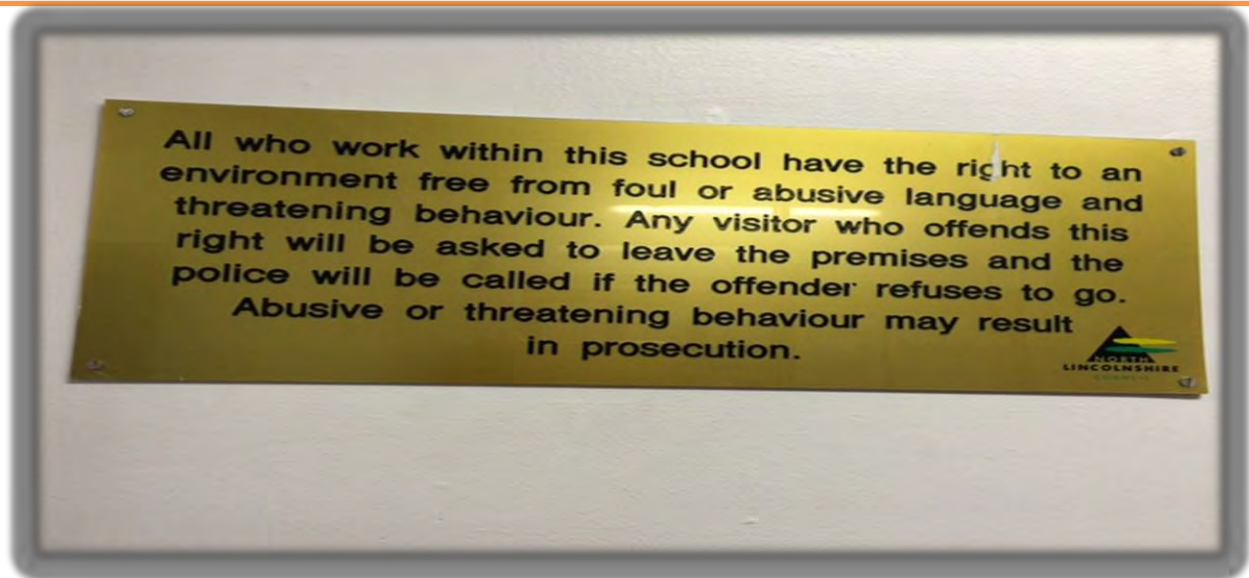 All who work within this school have the right to an
environment free from foul or abusive language and
threatening behaviour. Any visitor who offends this
right will be asked to leave the premises and the
police will be called if the offender refuses to go.
Abusive or threatening behaviour may result
in prosecution.
NORTH
LINCOLNSHIRE
COUNCIL